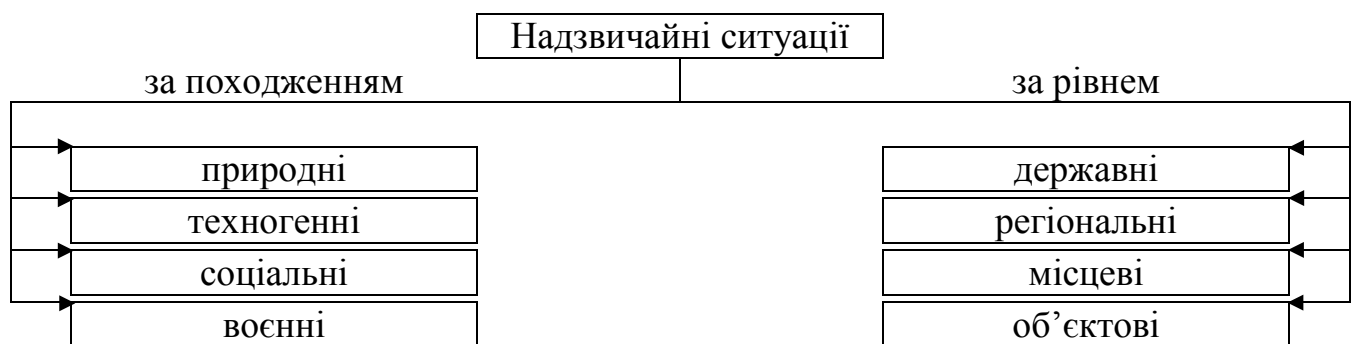 Надзвичайні ситуації
за походженням
за рівнем
природні
державні
техногенні
регіональні
соціальні
місцеві
воєнні
об’єктові